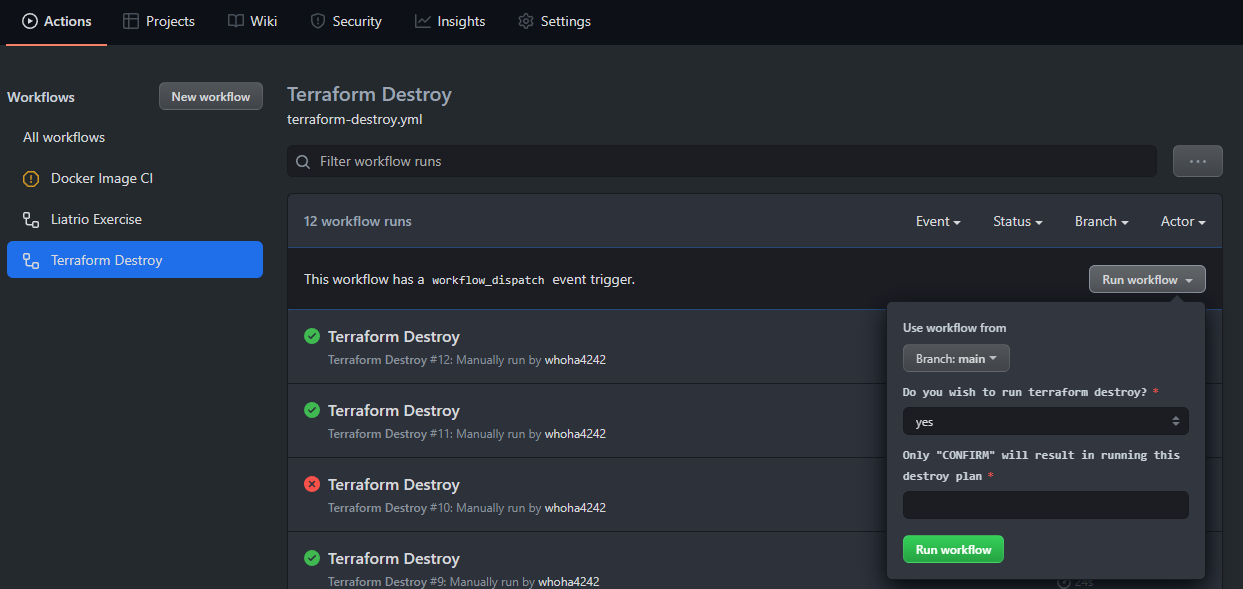 Actions Projects Wiki Security Insights Settings
Workflows
New workflow
All workflows
Docker Image CI
Liatrio Exercise
Terraform Destroy
Terraform Destroy
terraform-destroy.yml
Filter workflow runs
12 workflow runs
Event Status Branch Actor
This workflow has a workflow_dispatch event trigger.
Run workflow
Terraform Destroy
Terraform Destroy #12: Manually run by whoha4242
Terraform Destroy
Terraform Destroy #11: Manually run by whoha4242
Terraform Destroy
Terraform Destroy #10: Manually run by whoha4242
Terraform Destroy
Terraform Destroy #9: Manually run by whoha4242
24s
Use workflow from
Branch: main
Do you wish to run terraform destroy? *
yes
Only "CONFIRM" will result in running this
destroy plan *
Run workflow